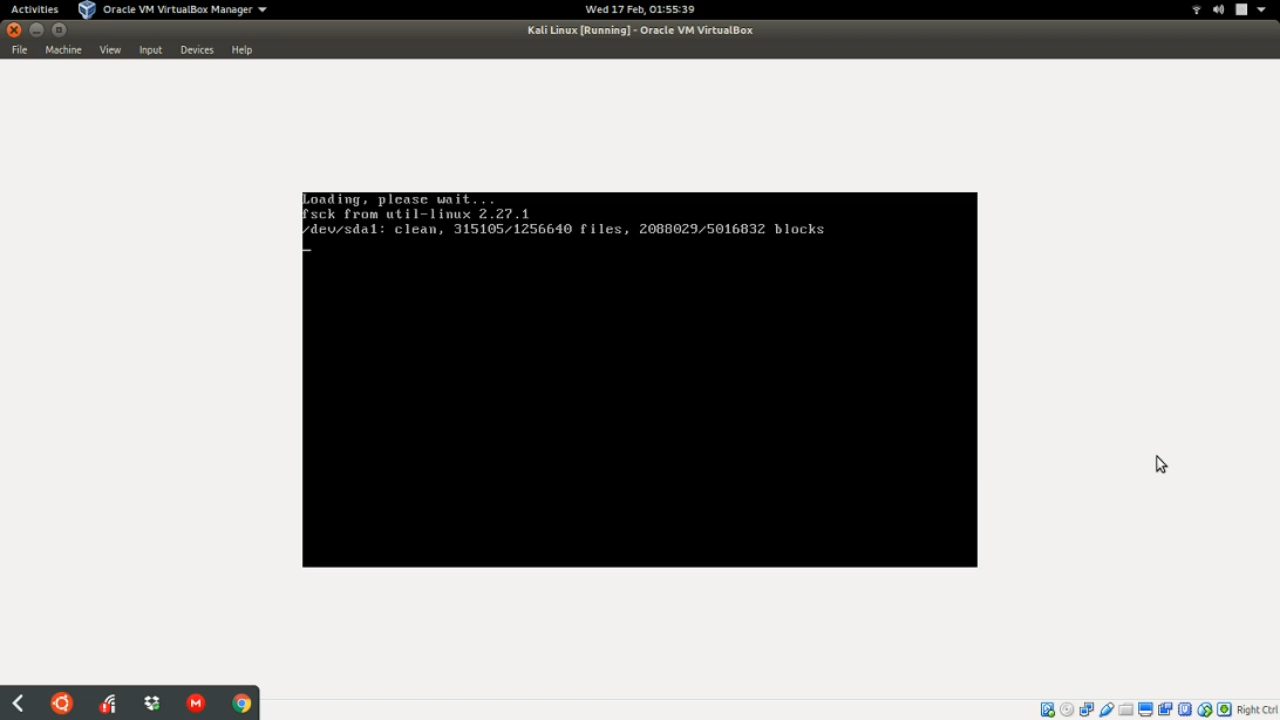 Activities Oracle VM VirtualBox Manager Wed 17 Feb, 01:55:39
Kali Linux [Running] - Oracle VM VirtualBox
File Machine View Input Devices Help
Loading, please wait...
fsck from util-linux 2.27.1
/dev/sda1: clean, 315105/1256640 files, 2088029/5016832 blocks
_
Right Ctrl